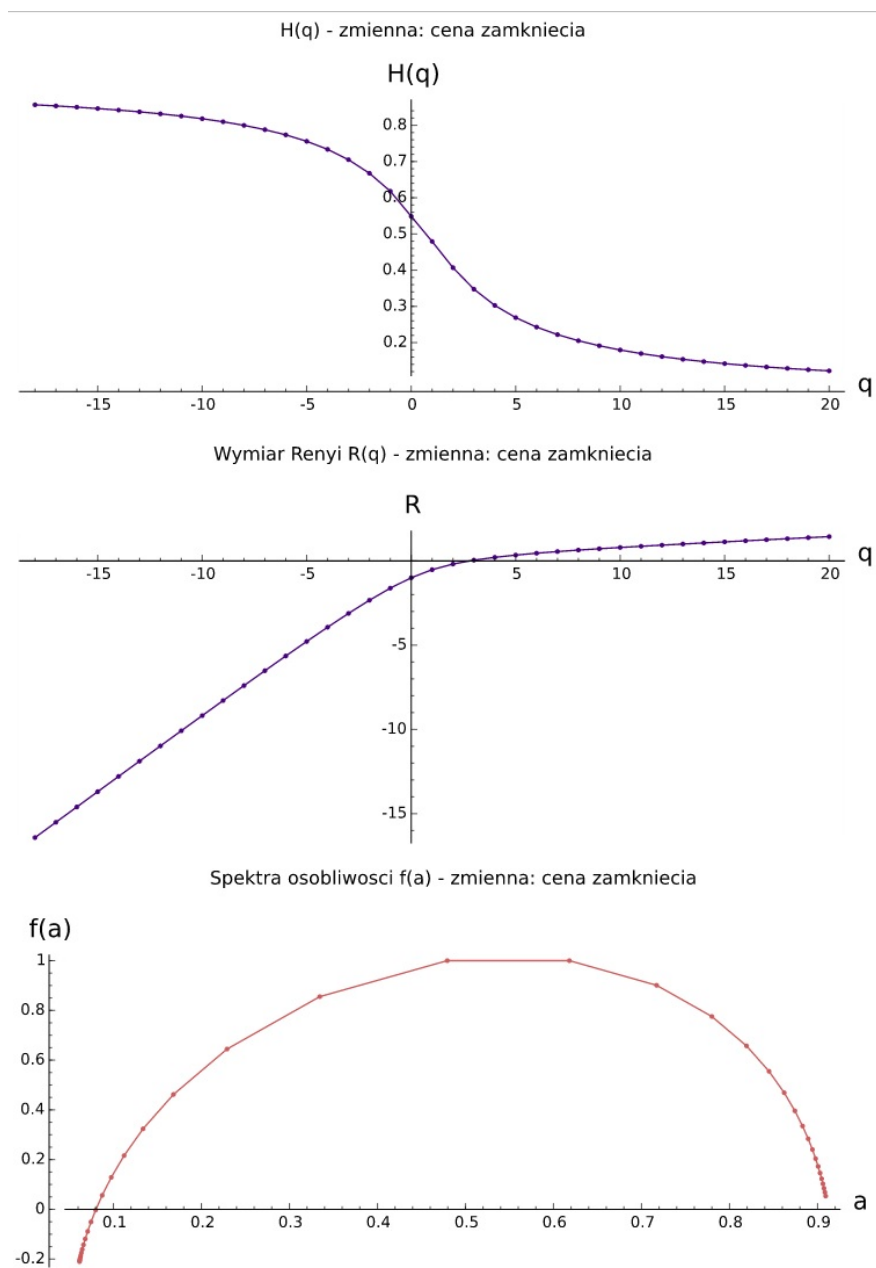 H(q) - zmienna: cena zamkniecia
H(q)
0.8
0.7
0.6
0.5
0.4
0.3
0.2
q
-15 -10 -5 0 5 10 15 20
Wymiar Renyi R(q) - zmienna: cena zamkniecia
R
q
-15 -10 -5 5 10 15 20
-5
-10
-15
Spektra osobliwosci f(a) - zmienna: cena zamkniecia
f(a)
1
0.8
0.6
0.4
0.2
0
a
0.1 0.2 0.3 0.4 0.5 0.6 0.7 0.8 0.9
-0.2